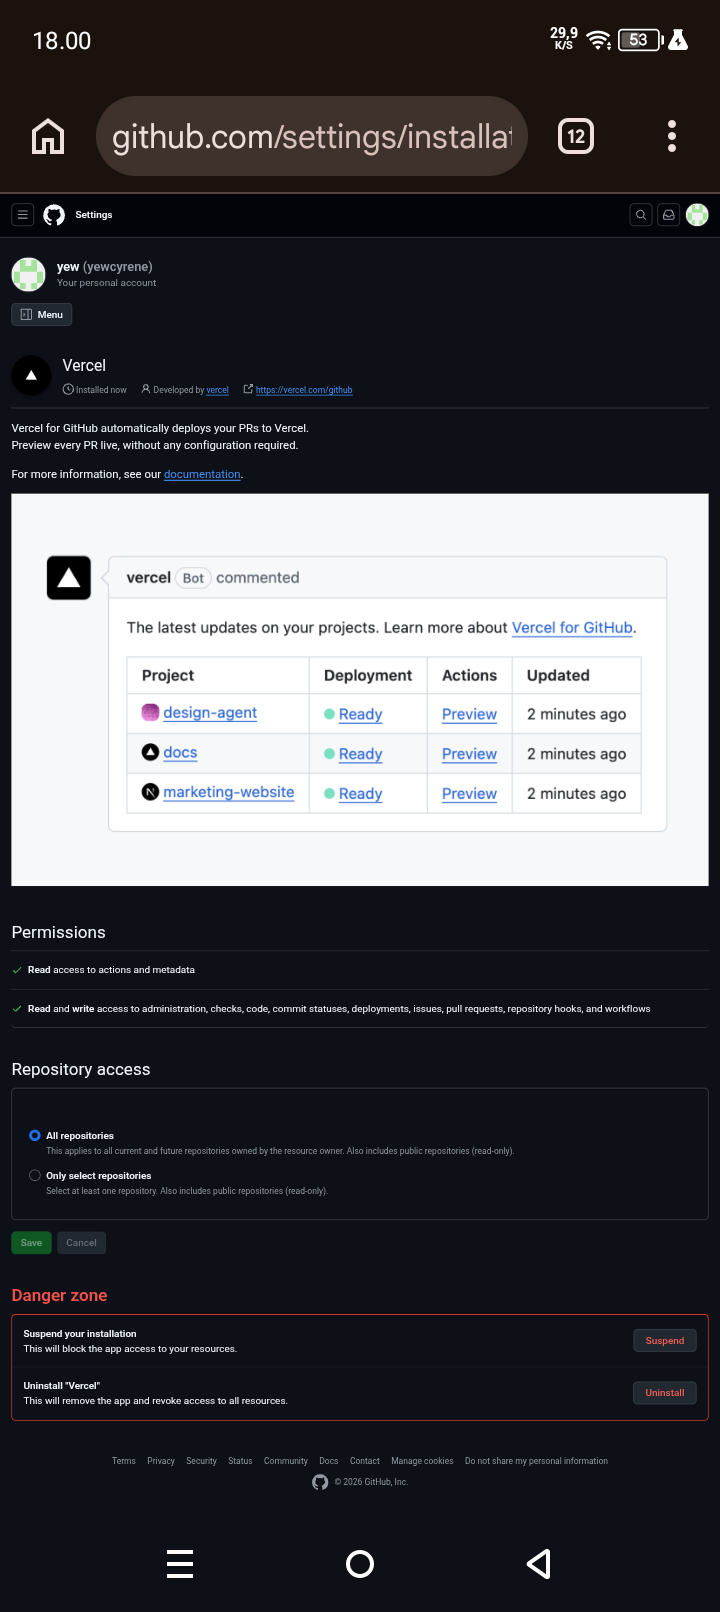 18.00
29,9
K/S
53
github.com/settings/installat
12
Settings
yew (yewcyrene)
Your personal account
Menu
Vercel
Installed now Developed by vercel https://vercel.com/github
Vercel for GitHub automatically deploys your PRs to Vercel.
Preview every PR live, without any configuration required.
For more information, see our documentation.
vercel Bot commented
The latest updates on your projects. Learn more about Vercel for GitHub.
Project Deployment Actions Updated
design-agent Ready Preview 2 minutes ago
docs Ready Preview 2 minutes ago
N marketing-website Ready Preview 2 minutes ago
Permissions
Read access to actions and metadata
Read and write access to administration, checks, code, commit statuses, deployments, issues, pull requests, repository hooks, and workflows
Repository access
All repositories
This applies to all current and future repositories owned by the resource owner. Also includes public repositories (read-only).
Only select repositories
Select at least one repository. Also includes public repositories (read-only).
Save Cancel
Danger zone
Suspend your installation
This will block the app access to your resources.
Suspend
Uninstall "Vercel"
This will remove the app and revoke access to all resources.
Uninstall
Terms Privacy Security Status Community Docs Contact Manage cookies Do not share my personal information
© 2026 GitHub, Inc.